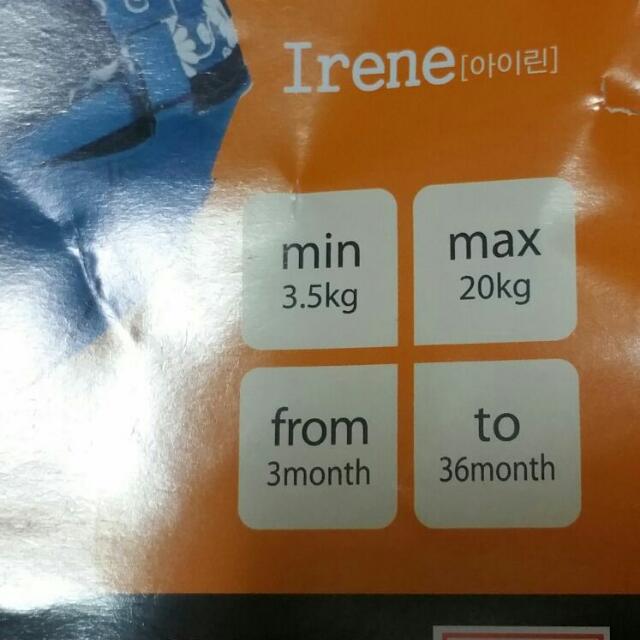 Irene [아이린]
min
3.5kg
max
20kg
from
3month
to
36month